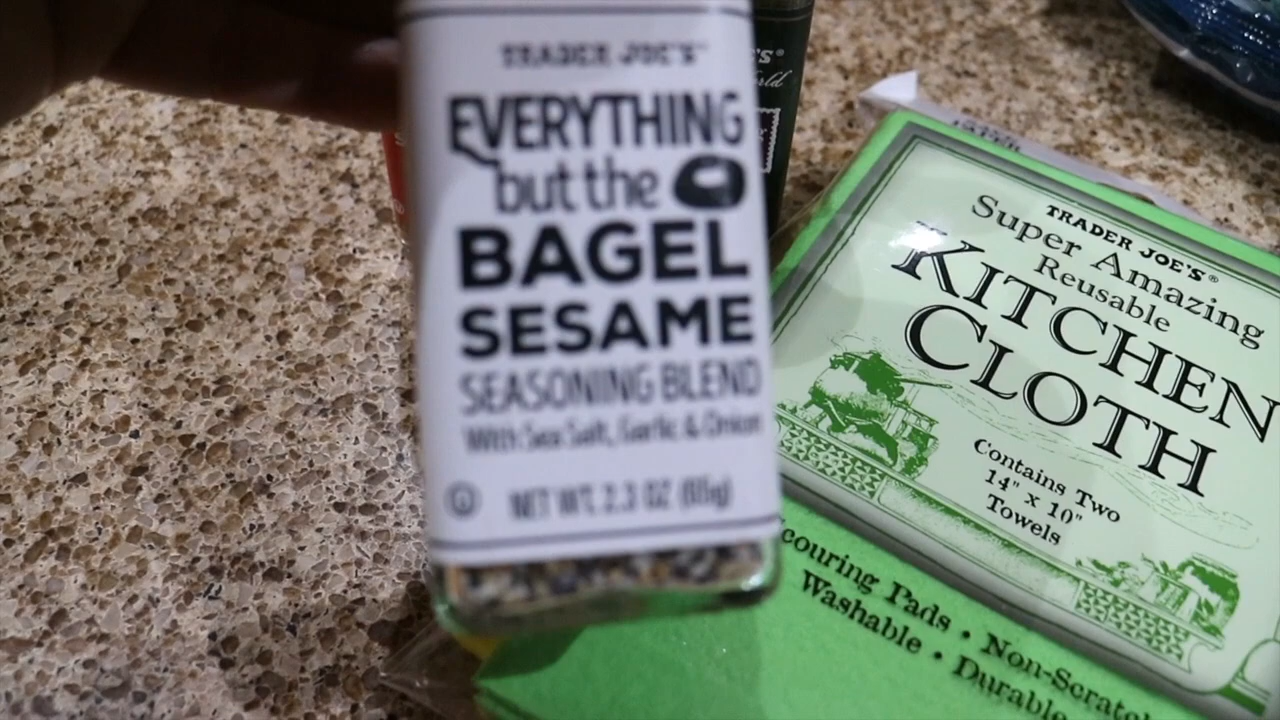 TRADER JOE'S
EVERYTHING
but the
BAGEL
SESAME
SEASONING BLEND
With Sea Salt, Garlic & Onion
NET WT. 2.3 OZ (65g)
TRADER JOE'S®
Super Amazing
Reusable
KITCHEN
CLOTH
Contains Two
14" x 10"
Towels
couring Pads • Non-Scratch
Washable • Durable